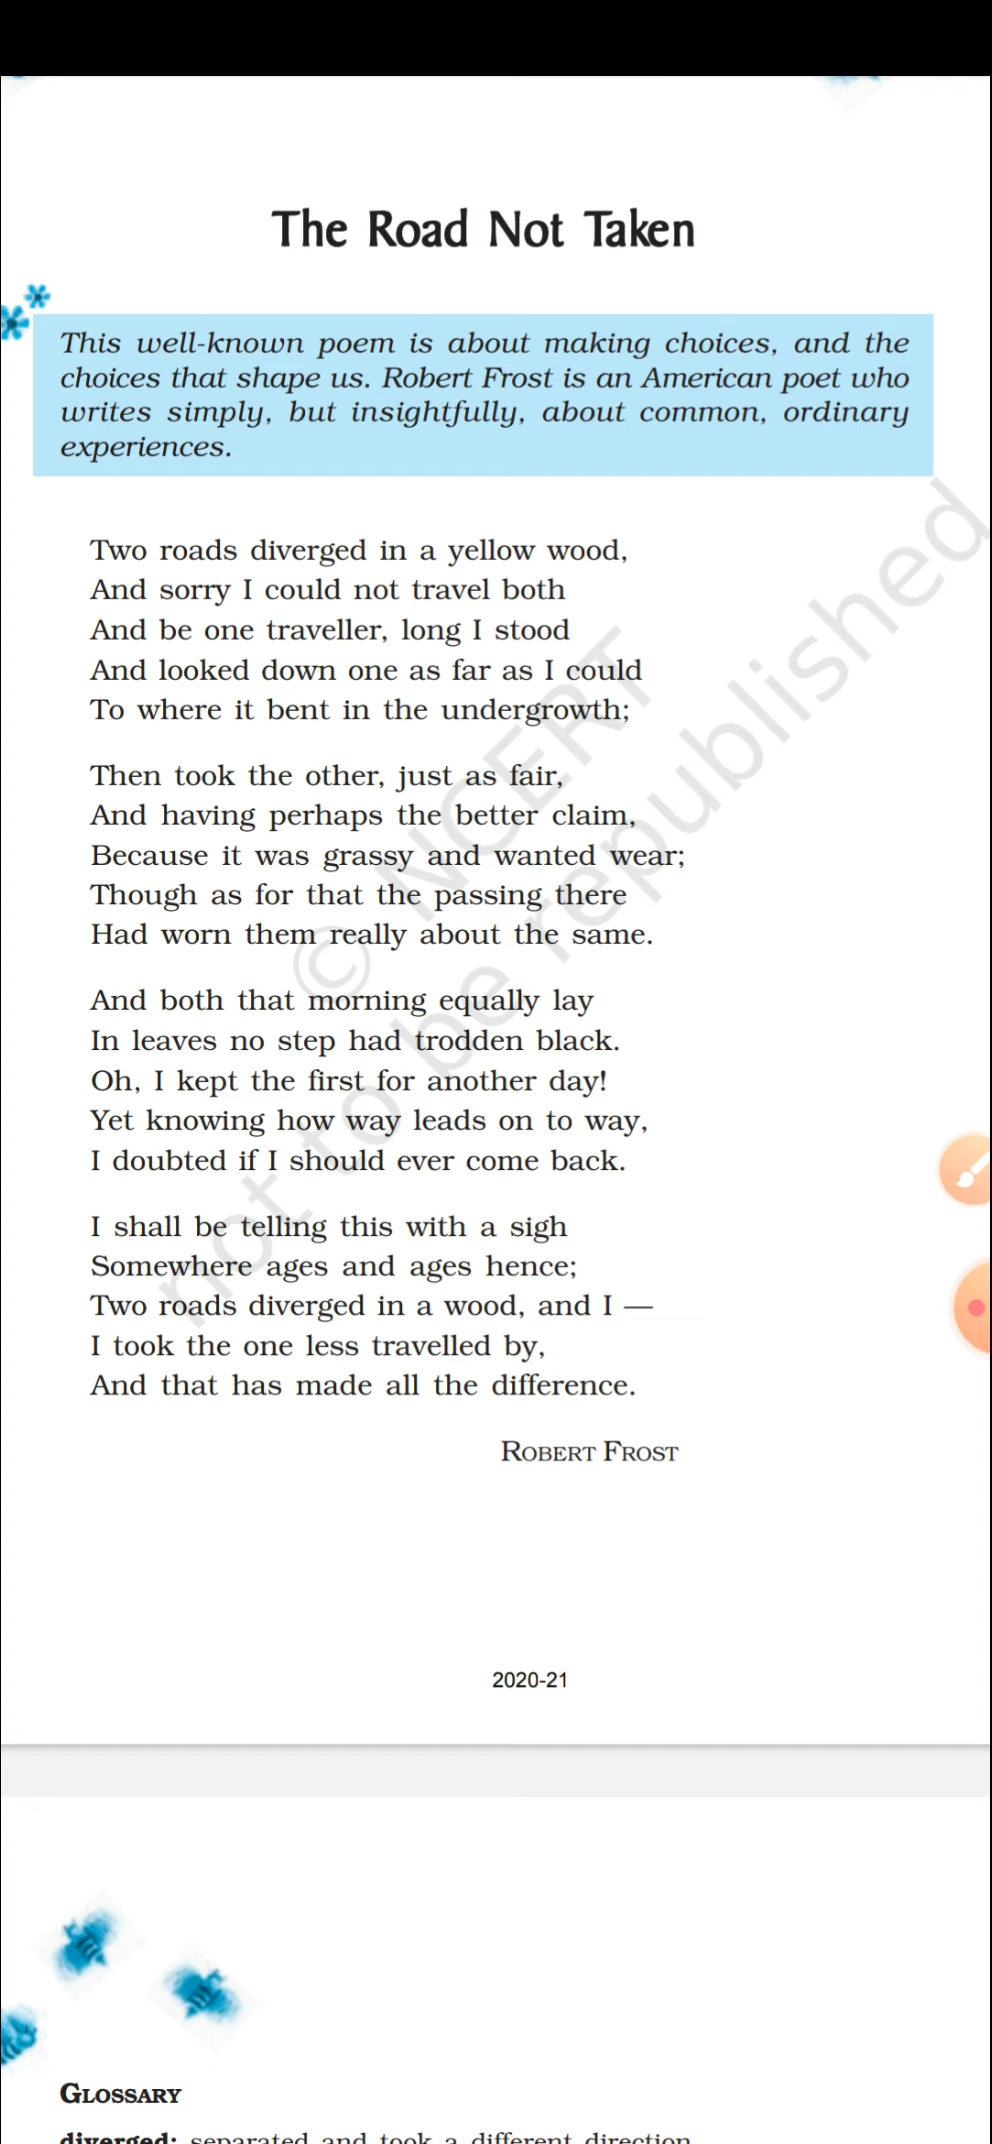 The Road Not Taken
This well-known poem is about making choices, and the
choices that shape us. Robert Frost is an American poet who
writes simply, but insightfully, about common, ordinary
experiences.
Two roads diverged in a yellow wood,
And sorry I could not travel both
And be one traveller, long I stood
And looked down one as far as I could
To where it bent in the undergrowth;
Then took the other, just as fair,
And having perhaps the better claim,
Because it was grassy and wanted wear;
Though as for that the passing there
Had worn them really about the same.
And both that morning equally lay
In leaves no step had trodden black.
Oh, I kept the first for another day!
Yet knowing how way leads on to way,
I doubted if I should ever come back.
I shall be telling this with a sigh
Somewhere ages and ages hence;
Two roads diverged in a wood, and I —
I took the one less travelled by,
And that has made all the difference.
ROBERT FROST
© NCERT
not to be republished
2020-21
GLOSSARY
diverged: separated and took a different direction